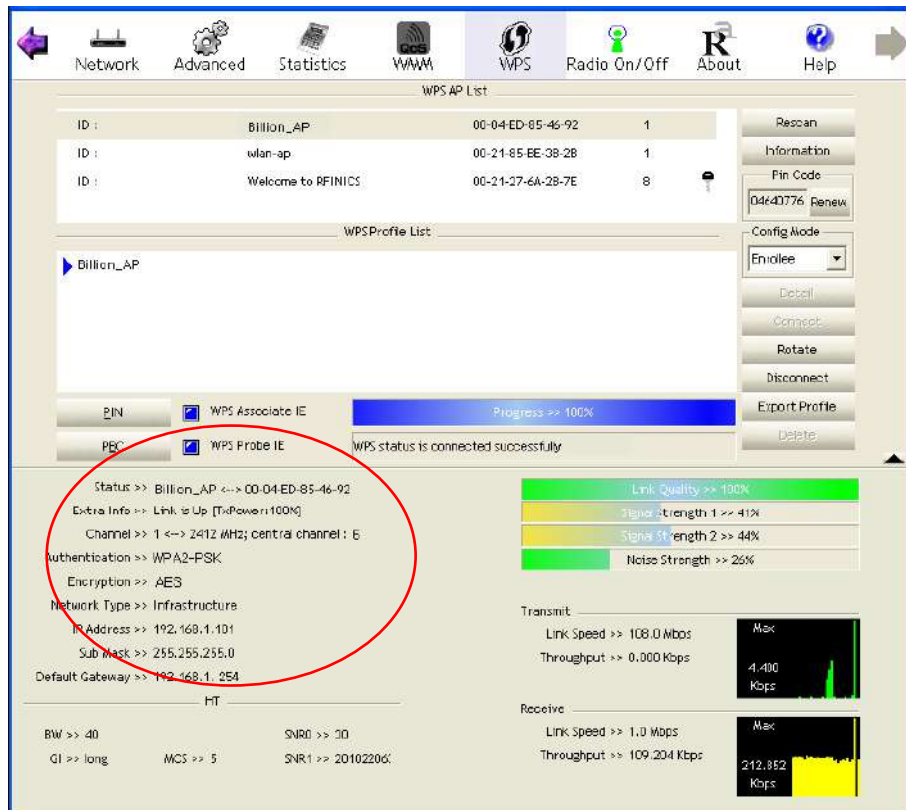 Network Advanced Statistics WMM WPS Radio On/Off About Help
QoS
R
WPS AP List
ID : Billion_AP 00-04-ED-85-46-92 1
ID : wlan-ap 00-21-85-EE-3B-2B 1
ID : Welcome to RFINICS 00-21-27-6A-2B-7E 8
Rescan
Information
Pin Code
04640776 Renew
WPS Profile List
Billion_AP
Config Mode
Enrollee
Detail
Connect
Rotate
Disconnect
Export Profile
Delete
PIN WPS Associate IE Progress >> 100%
PBC WPS Probe IE WPS status is connected successfully
Status >> Billion_AP <--> 00-04-ED-85-46-92
Extra Info >> Link is Up [TxPower:100%]
Channel >> 1 <--> 2412 MHz; central channel : 6
Authentication >> WPA2-PSK
Encryption >> AES
Network Type >> Infrastructure
IP Address >> 192.168.1.101
Sub Mask >> 255.255.255.0
Default Gateway >> 192.168.1.254
HT
BW >> 40 SNR0 >> 30
GI >> long MCS >> 5 SNR1 >> 2010220
Link Quality >> 100%
Signal Strength 1 >> 41%
Signal Strength 2 >> 44%
Noise Strength >> 26%
Transmit
Link Speed >> 108.0 Mbps
Throughput >> 0.000 Kbps
Max
4.400
Kbps
Receive
Link Speed >> 1.0 Mbps
Throughput >> 109.204 Kbps
Max
212.852
Kbps